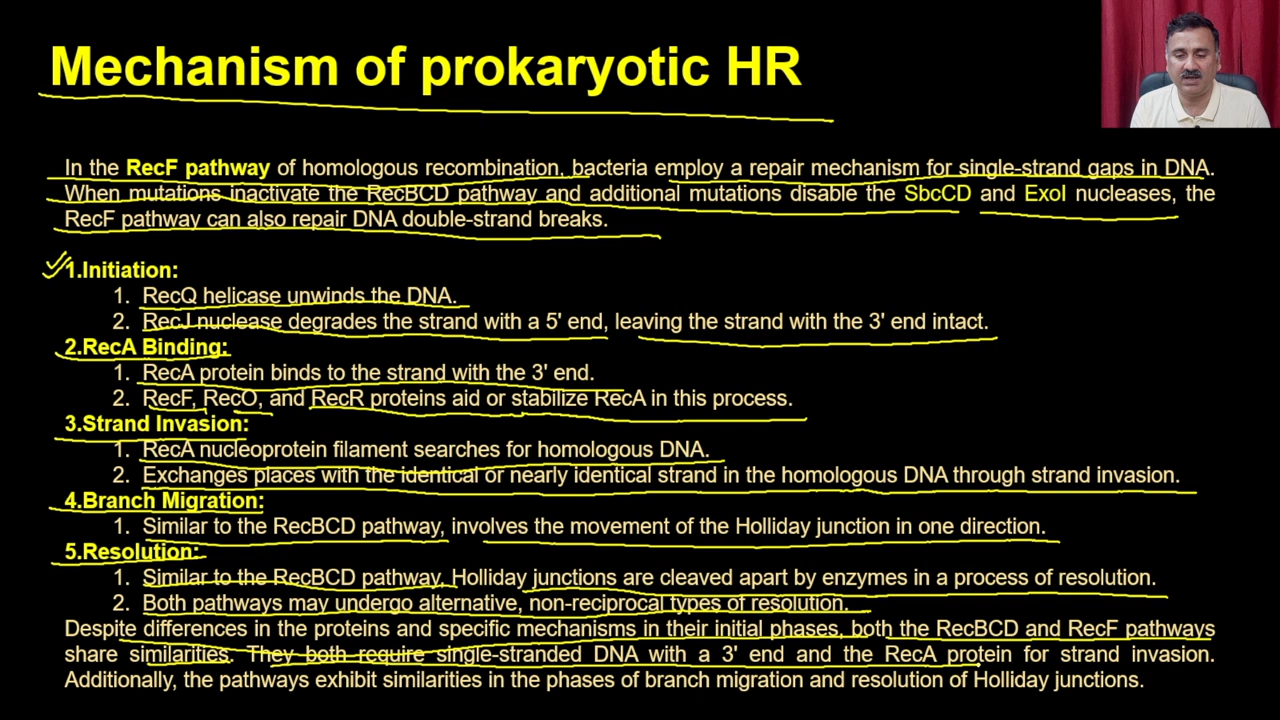 Mechanism of prokaryotic HR
In the RecF pathway of homologous recombination, bacteria employ a repair mechanism for single-strand gaps in DNA.
When mutations inactivate the RecBCD pathway and additional mutations disable the SbcCD and ExoI nucleases, the
RecF pathway can also repair DNA double-strand breaks.
1.Initiation:
1. RecQ helicase unwinds the DNA.
2. RecJ nuclease degrades the strand with a 5' end, leaving the strand with the 3' end intact.
2.RecA Binding:
1. RecA protein binds to the strand with the 3' end.
2. RecF, RecO, and RecR proteins aid or stabilize RecA in this process.
3.Strand Invasion:
1. RecA nucleoprotein filament searches for homologous DNA.
2. Exchanges places with the identical or nearly identical strand in the homologous DNA through strand invasion.
4.Branch Migration:
1. Similar to the RecBCD pathway, involves the movement of the Holliday junction in one direction.
5.Resolution:
1. Similar to the RecBCD pathway, Holliday junctions are cleaved apart by enzymes in a process of resolution.
2. Both pathways may undergo alternative, non-reciprocal types of resolution.
Despite differences in the proteins and specific mechanisms in their initial phases, both the RecBCD and RecF pathways
share similarities. They both require single-stranded DNA with a 3' end and the RecA protein for strand invasion.
Additionally, the pathways exhibit similarities in the phases of branch migration and resolution of Holliday junctions.